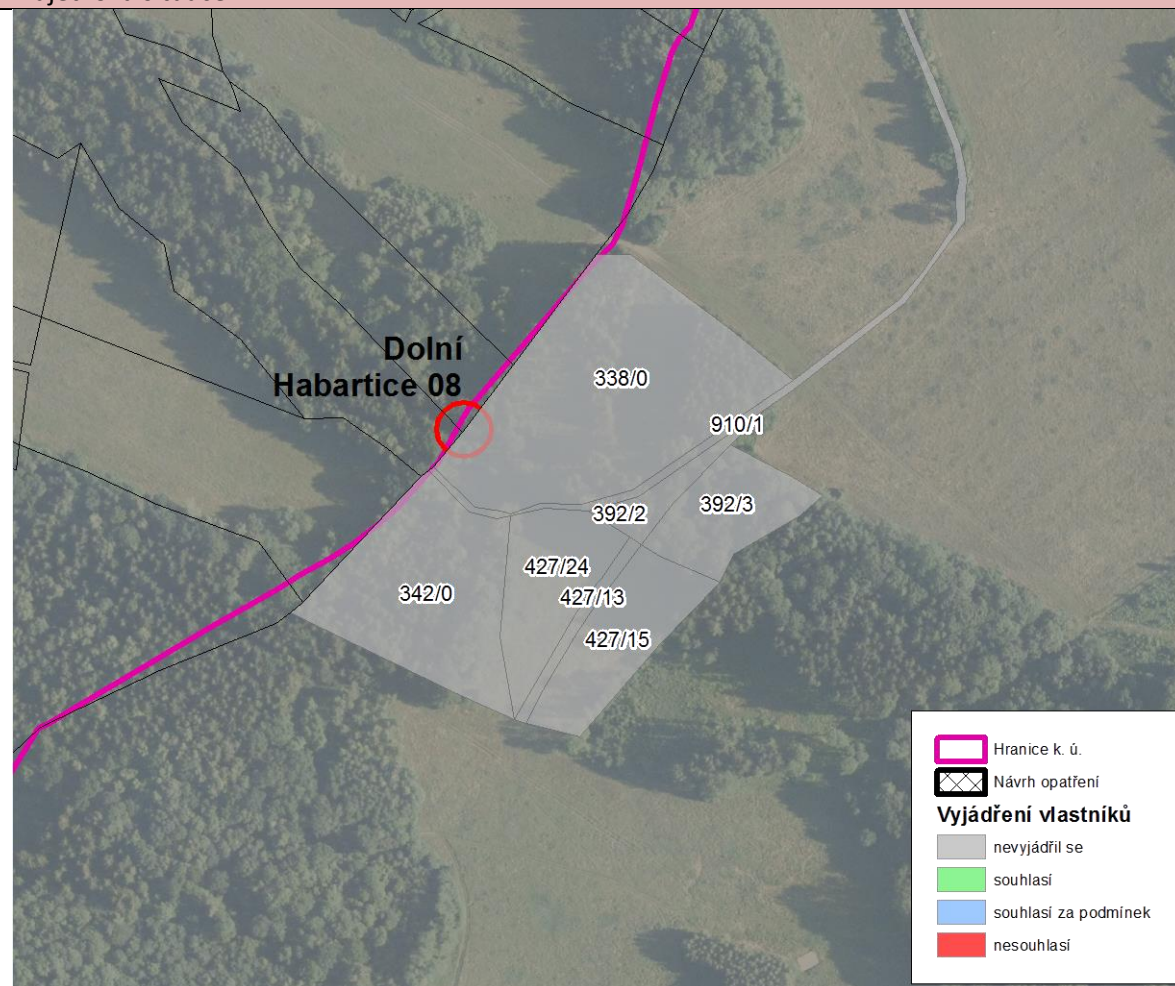 Dolní
Habartice 08
338/0
910/1
392/2
392/3
427/24
342/0
427/13
427/15
Hranice k. ú.
Návrh opatření
Vyjádření vlastníků
nevyjádřil se
souhlasí
souhlasí za podmínek
nesouhlasí